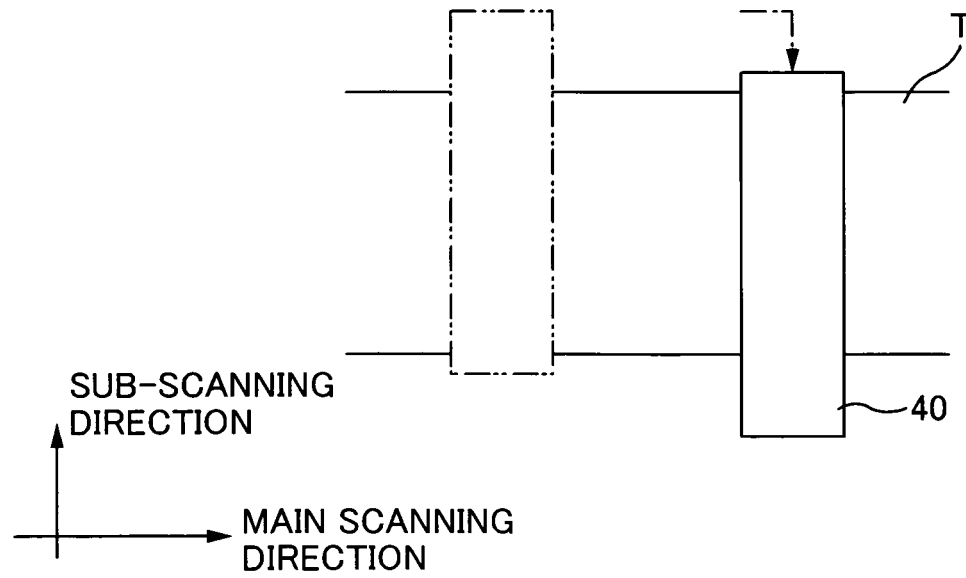 T
SUB-SCANNING
DIRECTION
40
MAIN SCANNING
DIRECTION